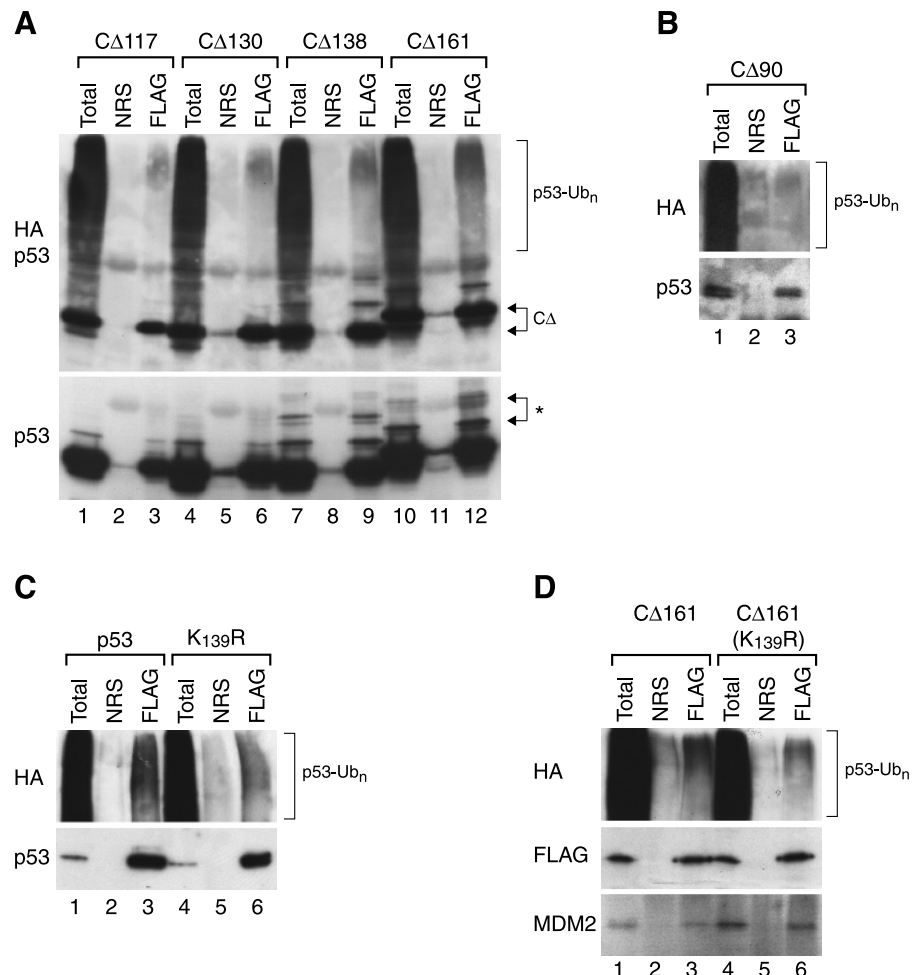 A
CΔ117 CΔ130 CΔ138 CΔ161
Total NRS FLAG Total NRS FLAG Total NRS FLAG Total NRS FLAG
HA
p53
p53-Ubn
CΔ
p53
*
1 2 3 4 5 6 7 8 9 10 11 12
B
CΔ90
Total NRS FLAG
HA
p53-Ubn
p53
1 2 3
C
p53 K139R
Total NRS FLAG Total NRS FLAG
HA
p53-Ubn
p53
1 2 3 4 5 6
D
CΔ161 CΔ161
(K139R)
Total NRS FLAG Total NRS FLAG
HA
p53-Ubn
FLAG
MDM2
1 2 3 4 5 6